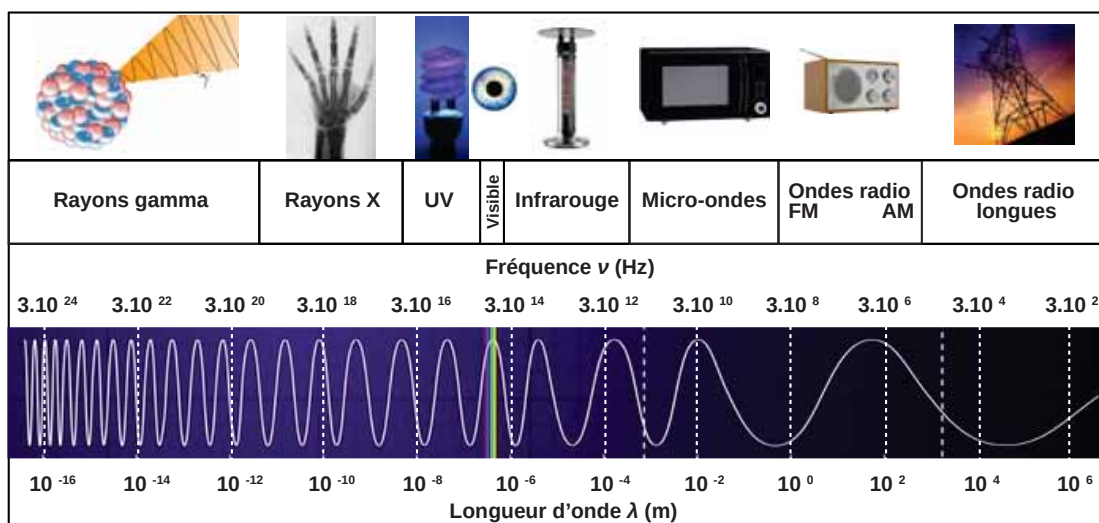 Rayons gamma
Rayons X
UV
Visible
Infrarouge
Micro-ondes
Ondes radio
FM AM
Ondes radio
longues
Fréquence ν (Hz)
3.10 24 3.10 22 3.10 20 3.10 18 3.10 16 3.10 14 3.10 12 3.10 10 3.10 8 3.10 6 3.10 4 3.10 2
10 -16 10 -14 10 -12 10 -10 10 -8 10 -6 10 -4 10 -2 10 0 10 2 10 4 10 6
Longueur d'onde λ (m)